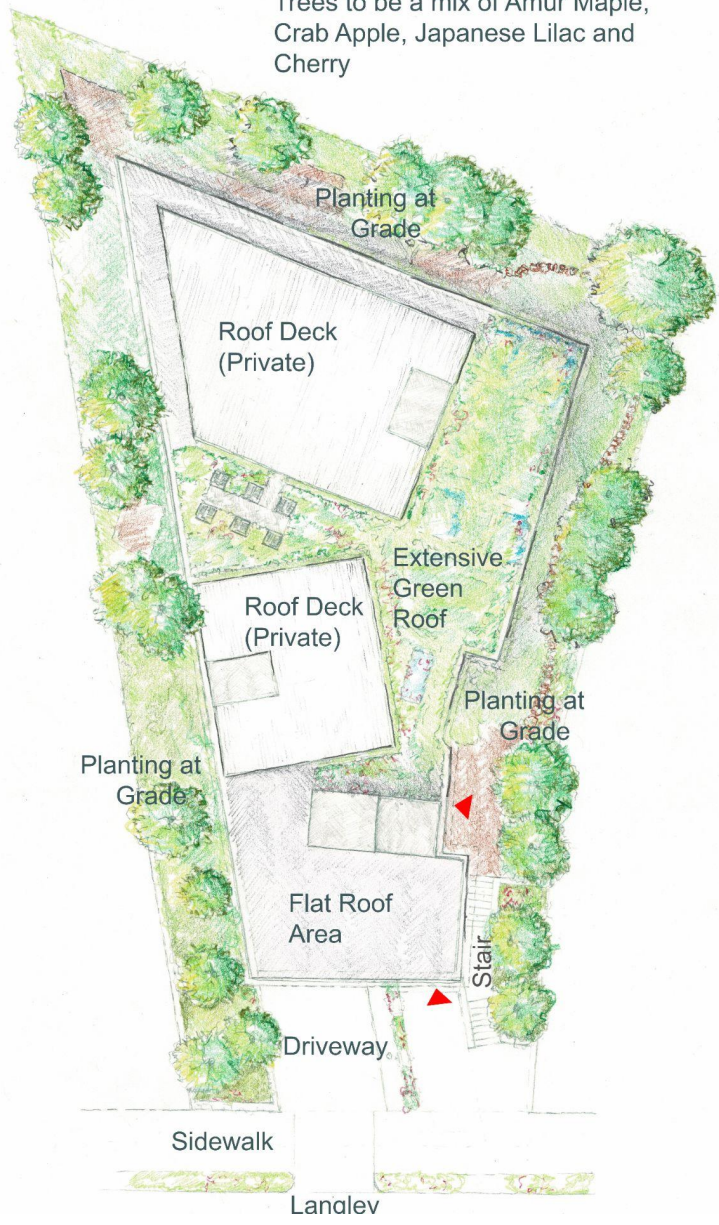 Trees to be a mix of Amur Maple,
Crab Apple, Japanese Lilac and
Cherry
Planting at
Grade
Roof Deck
(Private)
Extensive
Green
Roof
Roof Deck
(Private)
Planting at
Grade
Planting at
Grade
Flat Roof
Area
Stair
Driveway
Sidewalk
Langley